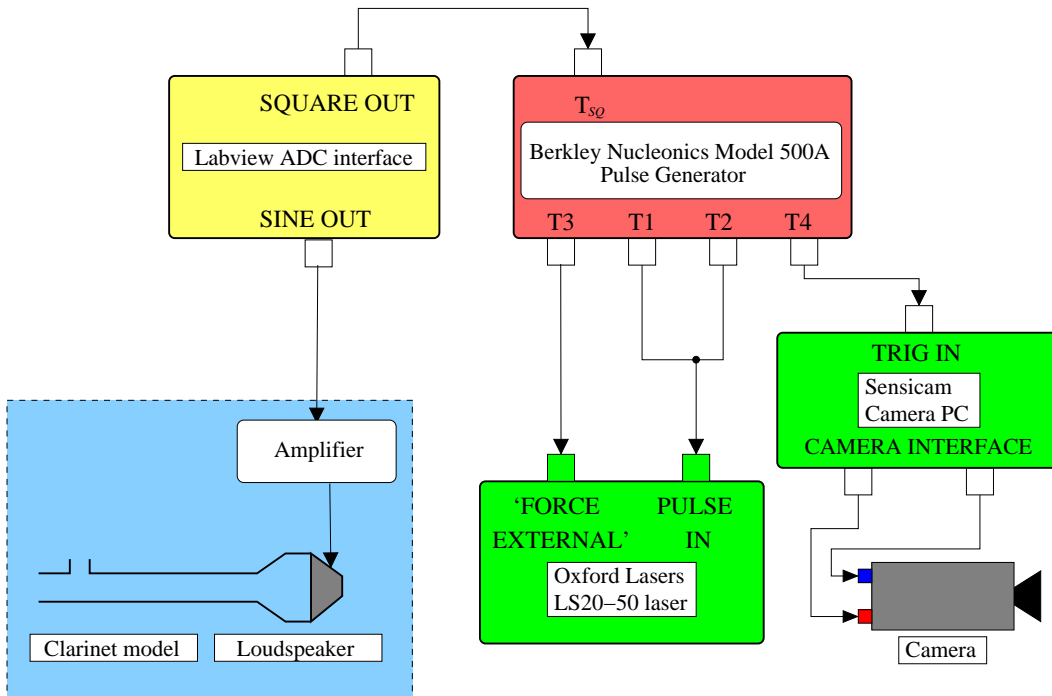 SQUARE OUT
Labview ADC interface
SINE OUT
T_SQ
Berkley Nucleonics Model 500A
Pulse Generator
T3 T1 T2 T4
TRIG IN
Sensicam
Camera PC
CAMERA INTERFACE
Amplifier
‘FORCE PULSE
EXTERNAL’ IN
Oxford Lasers
LS20−50 laser
Clarinet model Loudspeaker
Camera